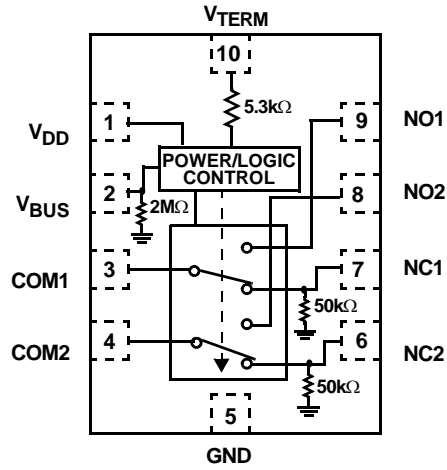 VTERM
10
5.3kΩ
1
9
NO1
VDD
POWER/LOGIC
CONTROL
2
8
NO2
VBUS
2MΩ
3
7
NC1
COM1
50kΩ
4
6
NC2
COM2
50kΩ
5
GND